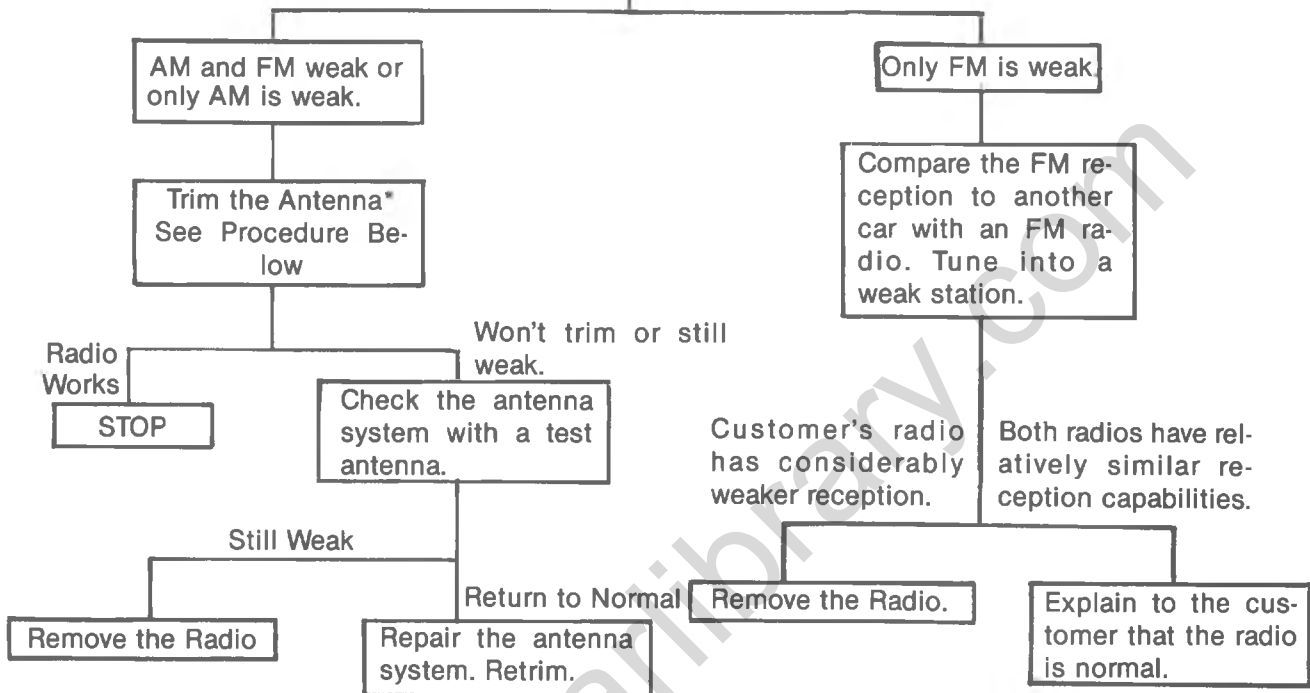 AM and FM weak or
only AM is weak.
Only FM is weak.
Trim the Antenna*
See Procedure Be-
low
Compare the FM re-
ception to another
car with an FM ra-
dio. Tune into a
weak station.
Radio
Works
STOP
Won't trim or still
weak.
Check the antenna
system with a test
antenna.
Customer's radio
has considerably
weaker reception.
Both radios have rel-
atively similar re-
ception capabilities.
Still Weak
Return to Normal
Remove the Radio
Repair the antenna
system. Retrim.
Remove the Radio.
Explain to the cus-
tomer that the radio
is normal.
arlibrary.com